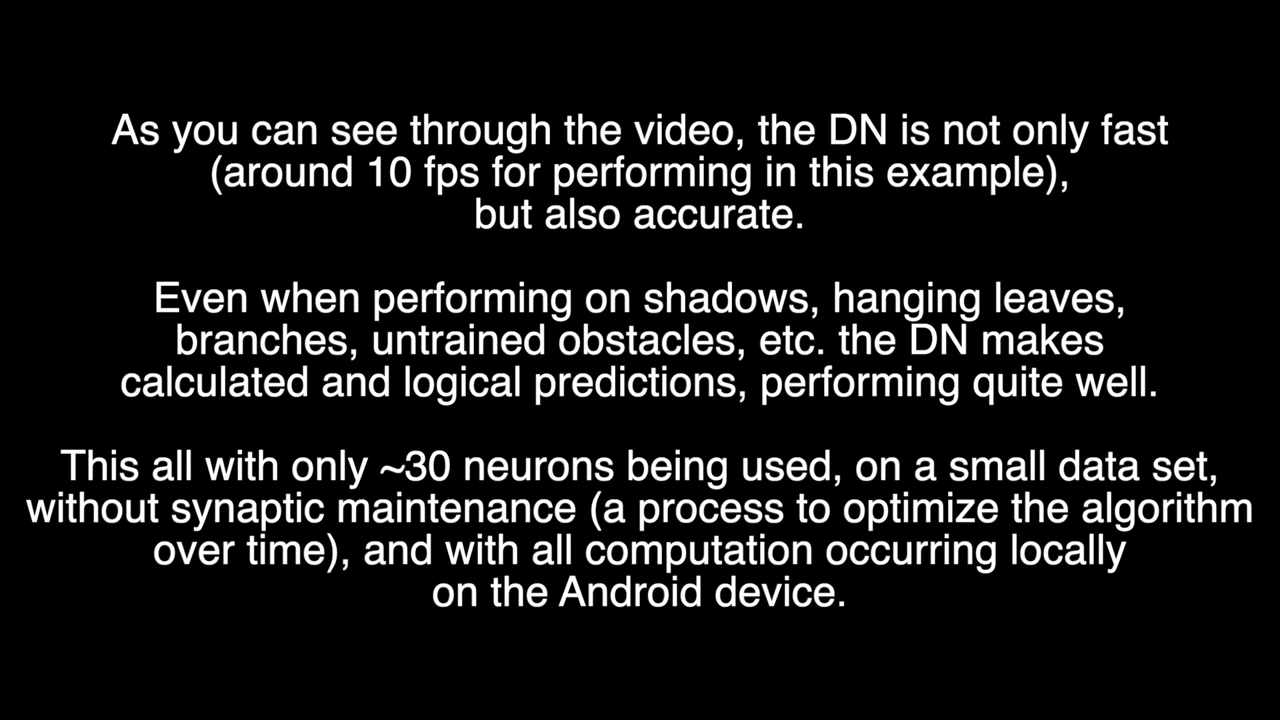 As you can see through the video, the DN is not only fast
(around 10 fps for performing in this example),
but also accurate.
Even when performing on shadows, hanging leaves,
branches, untrained obstacles, etc. the DN makes
calculated and logical predictions, performing quite well.
This all with only ~30 neurons being used, on a small data set,
without synaptic maintenance (a process to optimize the algorithm
over time), and with all computation occurring locally
on the Android device.